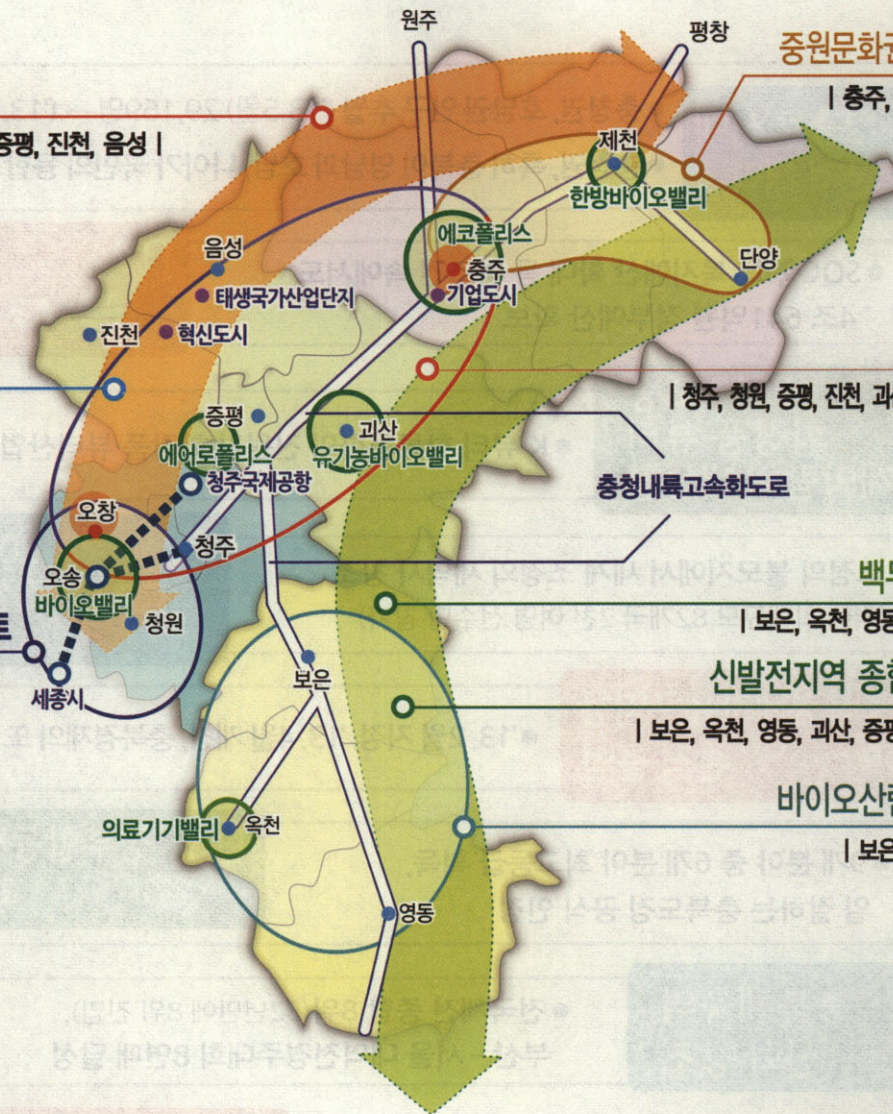 원주
평창
중원문화권
| 충주,
증평, 진천, 음성 |
제천
한방바이오밸리
에코폴리스
충주
기업도시
단양
음성
태생국가산업단지
진천
혁신도시
| 청주, 청원, 증평, 진천, 괴산
증평
에어로폴리스
청주국제공항
괴산
유기농바이오밸리
충청내륙고속화도로
오창
청주
오송
바이오밸리
청원
트
세종시
백두
| 보은, 옥천, 영동
보은
신발전지역 종합
| 보은, 옥천, 영동, 괴산, 증평
바이오산림
| 보은
의료기기밸리
옥천
영동